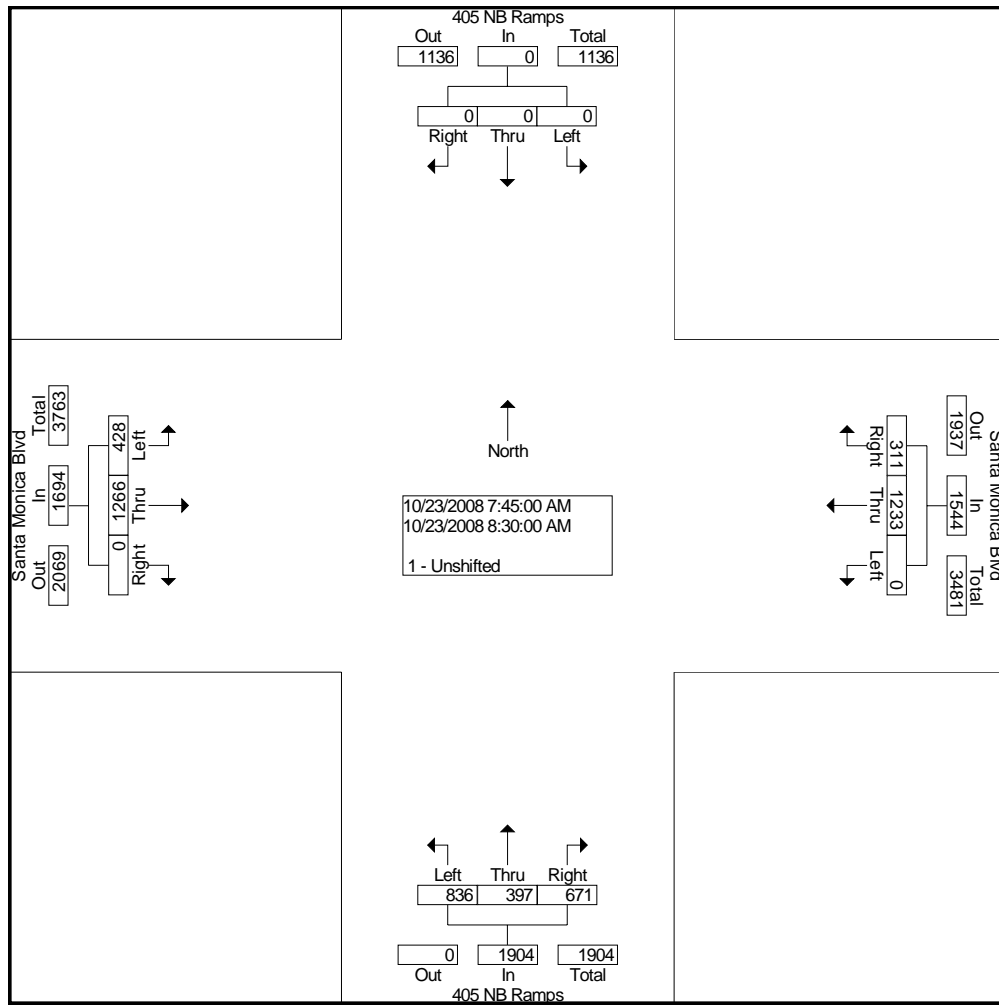 405 NB Ramps
Out In Total
1136 0 1136
0 0 0
Right Thru Left
Santa Monica Blvd
Total In Out
3763 1694 2069
428 1266 0
Left Thru Right
North
10/23/2008 7:45:00 AM
10/23/2008 8:30:00 AM
1 - Unshifted
Santa Monica Blvd
Out In Total
1937 1544 3481
311 1233 0
Right Thru Left
Left Thru Right
836 397 671
0 1904 1904
Out In Total
405 NB Ramps